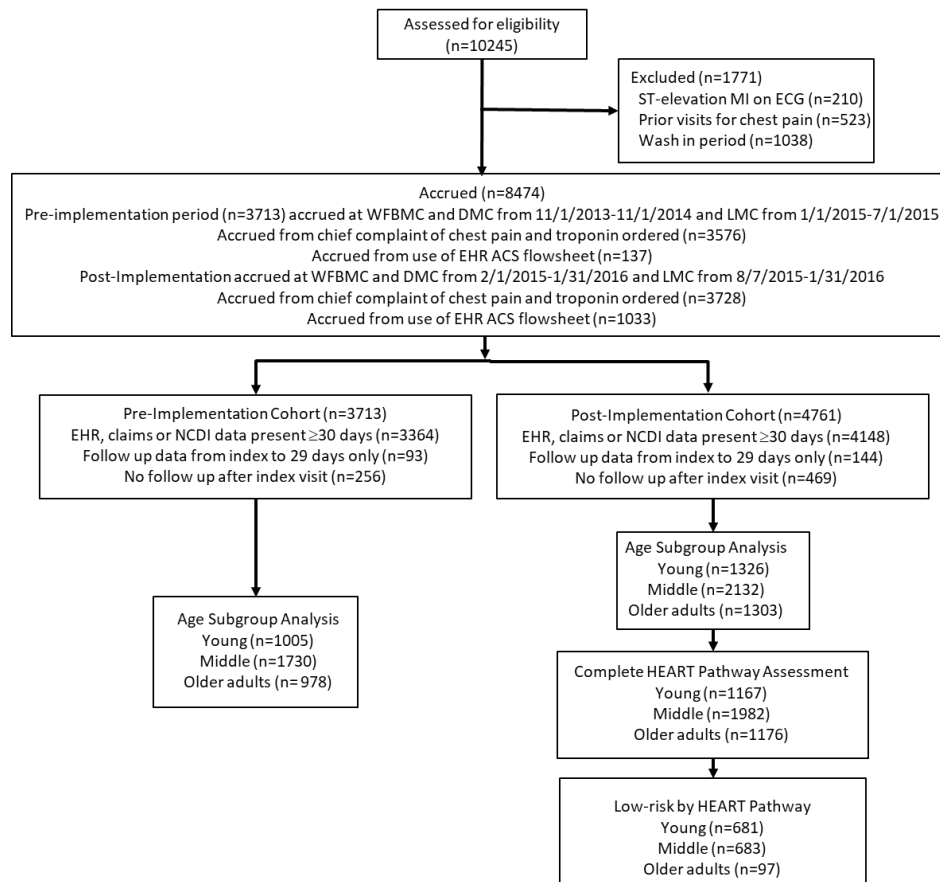 Assessed for eligibility
(n=10245)
Excluded (n=1771)
ST-elevation MI on ECG (n=210)
Prior visits for chest pain (n=523)
Wash in period (n=1038)
Accrued (n=8474)
Pre-implementation period (n=3713) accrued at WFBMC and DMC from 11/1/2013-11/1/2014 and LMC from 1/1/2015-7/1/2015
Accrued from chief complaint of chest pain and troponin ordered (n=3576)
Accrued from use of EHR ACS flowsheet (n=137)
Post-Implementation accrued at WFBMC and DMC from 2/1/2015-1/31/2016 and LMC from 8/7/2015-1/31/2016
Accrued from chief complaint of chest pain and troponin ordered (n=3728)
Accrued from use of EHR ACS flowsheet (n=1033)
Pre-Implementation Cohort (n=3713)
EHR, claims or NCDI data present ≥30 days (n=3364)
Follow up data from index to 29 days only (n=93)
No follow up after index visit (n=256)
Post-Implementation Cohort (n=4761)
EHR, claims or NCDI data present ≥30 days (n=4148)
Follow up data from index to 29 days only (n=144)
No follow up after index visit (n=469)
Age Subgroup Analysis
Young (n=1005)
Middle (n=1730)
Older adults (n= 978)
Age Subgroup Analysis
Young (n=1326)
Middle (n=2132)
Older adults (n=1303)
Complete HEART Pathway Assessment
Young (n=1167)
Middle (n=1982)
Older adults (n=1176)
Low-risk by HEART Pathway
Young (n=681)
Middle (n=683)
Older adults (n=97)